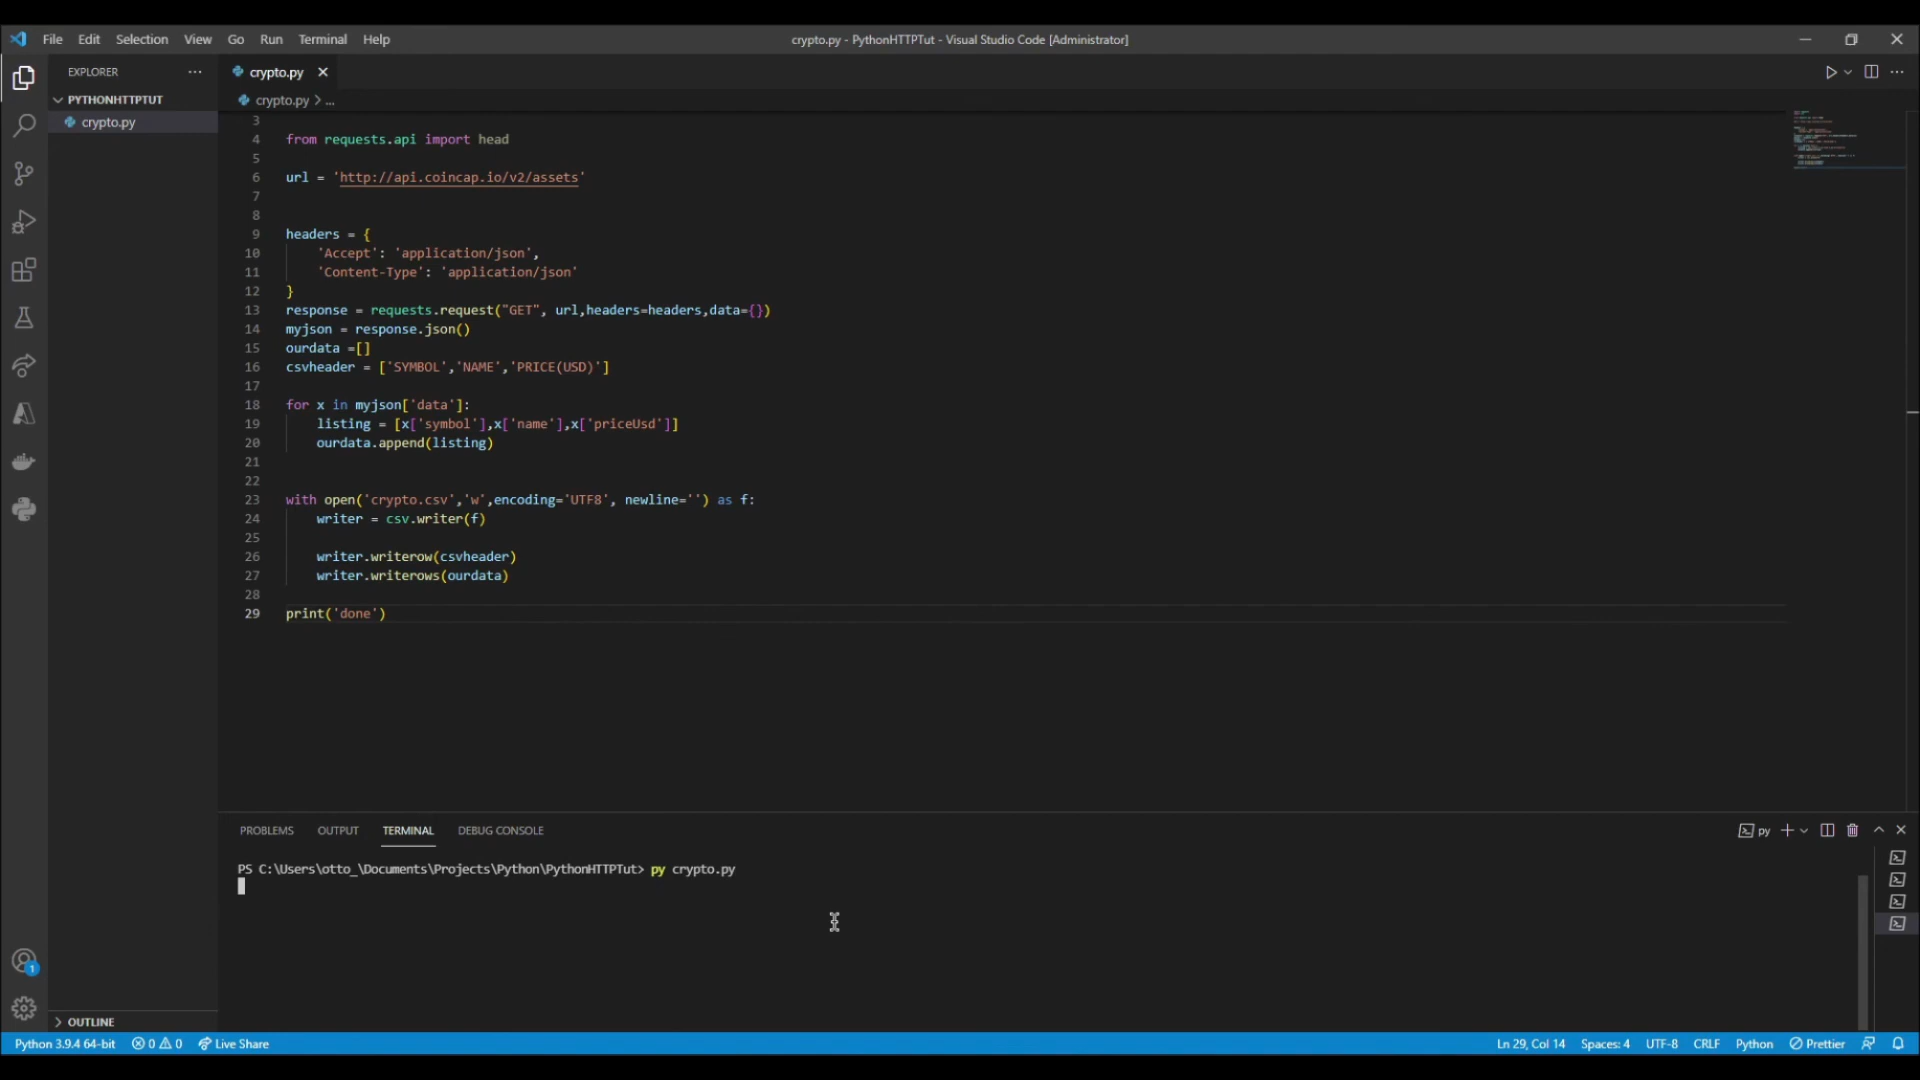 File Edit Selection View Go Run Terminal Help
crypto.py - PythonHTTPTut - Visual Studio Code [Administrator]
EXPLORER
PYTHONHTTPTUT
crypto.py
crypto.py
crypto.py > ...
3
4 from requests.api import head
5
6 url = 'http://api.coincap.io/v2/assets'
7
8
9 headers = {
10 'Accept': 'application/json',
11 'Content-Type': 'application/json'
12 }
13 response = requests.request("GET", url,headers=headers,data={})
14 myjson = response.json()
15 ourdata =[]
16 csvheader = ['SYMBOL','NAME','PRICE(USD)']
17
18 for x in myjson['data']:
19 listing = [x['symbol'],x['name'],x['priceUsd']]
20 ourdata.append(listing)
21
22
23 with open('crypto.csv','w',encoding='UTF8', newline='') as f:
24 writer = csv.writer(f)
25
26 writer.writerow(csvheader)
27 writer.writerows(ourdata)
28
29 print('done')
PROBLEMS OUTPUT TERMINAL DEBUG CONSOLE
py
PS C:\Users\otto_\Documents\Projects\Python\PythonHTTPTut> py crypto.py
1
OUTLINE
Python 3.9.4 64-bit 0 0 Live Share
Ln 29, Col 14 Spaces: 4 UTF-8 CRLF Python Prettier